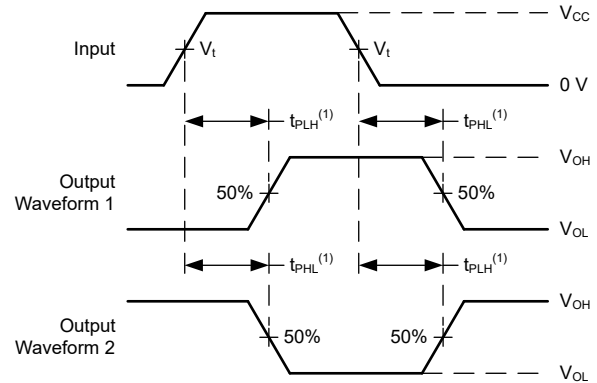 V<sub>CC</sub>
Input
V<sub>t</sub>
V<sub>t</sub>
0 V
t<sub>PLH</sub><sup>(1)</sup>
t<sub>PHL</sub><sup>(1)</sup>
V<sub>OH</sub>
Output
Waveform 1
50%
50%
V<sub>OL</sub>
t<sub>PHL</sub><sup>(1)</sup>
t<sub>PLH</sub><sup>(1)</sup>
V<sub>OH</sub>
Output
Waveform 2
50%
50%
V<sub>OL</sub>